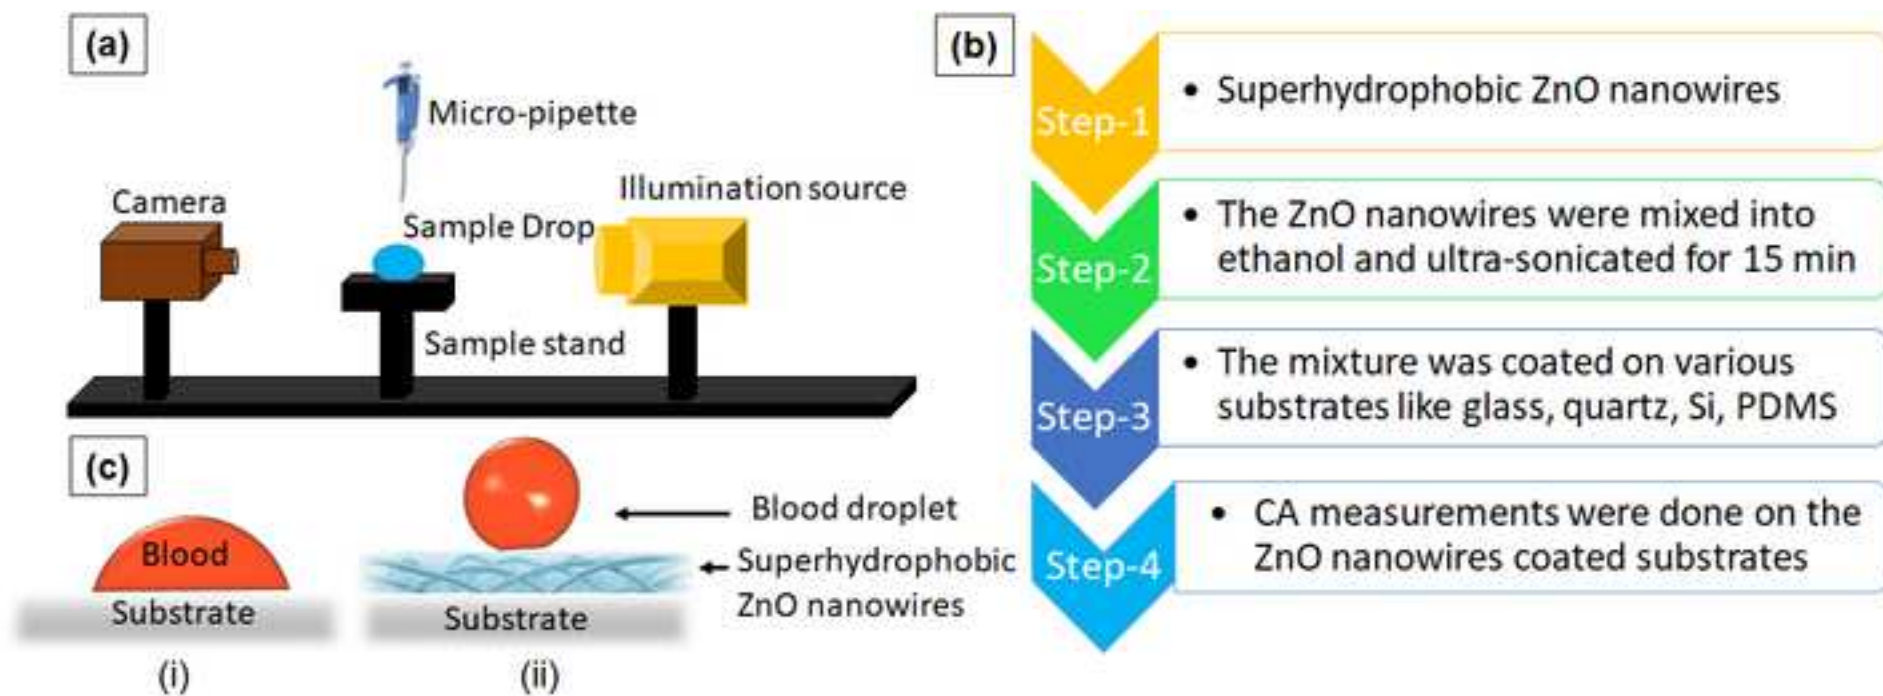 (a)
Micro-pipette
Camera
Illumination source
Sample Drop
Sample stand
(b)
Step-1
• Superhydrophobic ZnO nanowires
Step-2
• The ZnO nanowires were mixed into
ethanol and ultra-sonicated for 15 min
Step-3
• The mixture was coated on various
substrates like glass, quartz, Si, PDMS
Step-4
• CA measurements were done on the
ZnO nanowires coated substrates
(c)
Blood
Substrate
(i)
Blood droplet
Superhydrophobic
ZnO nanowires
Substrate
(ii)